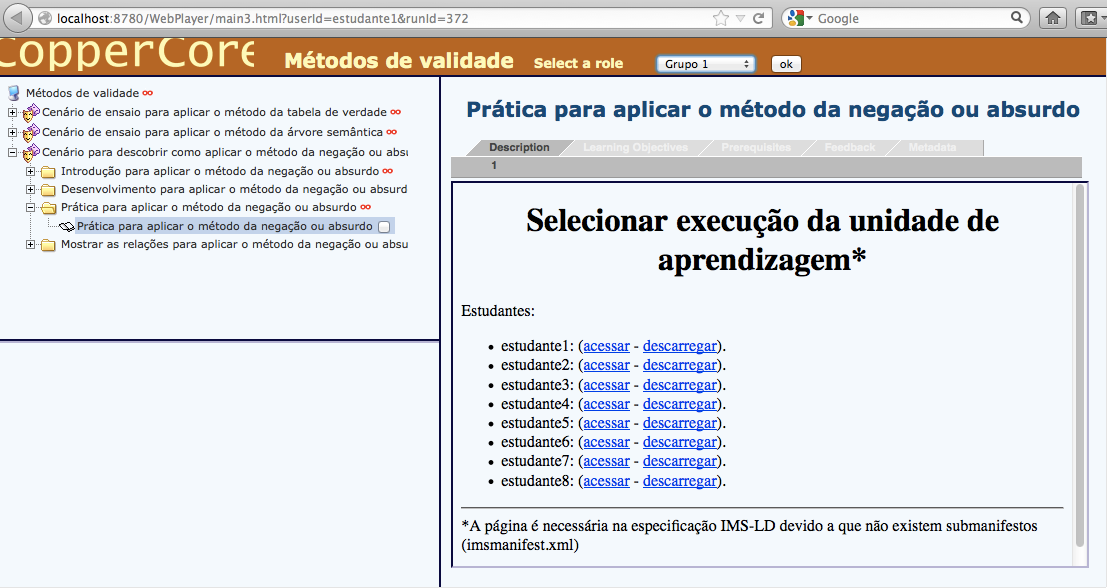 localhost:8780/WebPlayer/main3.html?userId=estudante1&runId=372
Google
CopperCore
Métodos de validade
Select a role
Grupo 1
ok
Métodos de validade
Cenário de ensaio para aplicar o método da tabela de verdade
Cenário de ensaio para aplicar o método da árvore semântica
Cenário para descobrir como aplicar o método da negação ou absu
Introdução para aplicar o método da negação ou absurdo
Desenvolvimento para aplicar o método da negação ou absurd
Prática para aplicar o método da negação ou absurdo
Prática para aplicar o método da negação ou absurdo
Mostrar as relações para aplicar o método da negação ou absu
Prática para aplicar o método da negação ou absurdo
Description Learning Objectives Prerequisites Feedback Metadata
1
Selecionar execução da unidade de
aprendizagem*
Estudantes:
• estudante1: (acessar - descarregar).
• estudante2: (acessar - descarregar).
• estudante3: (acessar - descarregar).
• estudante4: (acessar - descarregar).
• estudante5: (acessar - descarregar).
• estudante6: (acessar - descarregar).
• estudante7: (acessar - descarregar).
• estudante8: (acessar - descarregar).
*A página é necessária na especificação IMS-LD devido a que não existem submanifestos
(imsmanifest.xml)